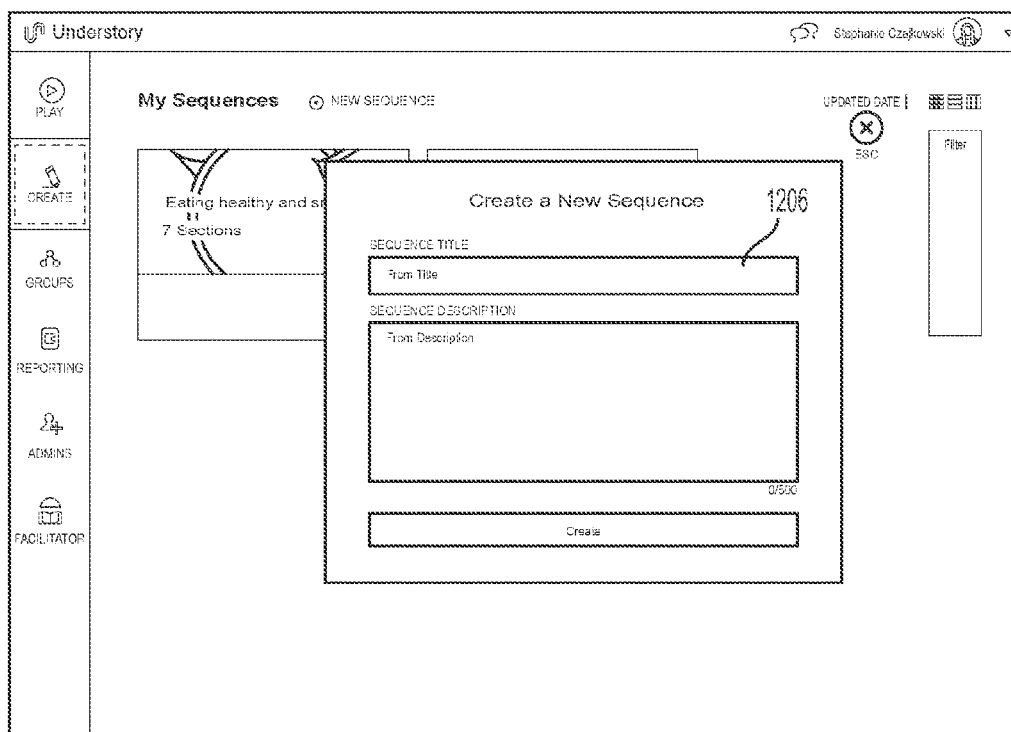 Understory
Stephanie Czajkowski
PLAY
CREATE
GROUPS
REPORTING
ADMINS
FACILITATOR
My Sequences
NEW SEQUENCE
UPDATED DATE
ESC
Filter
Eating healthy and
7 Sections
Create a New Sequence
1206
SEQUENCE TITLE
From Title
SEQUENCE DESCRIPTION
From Description
0/500
Create